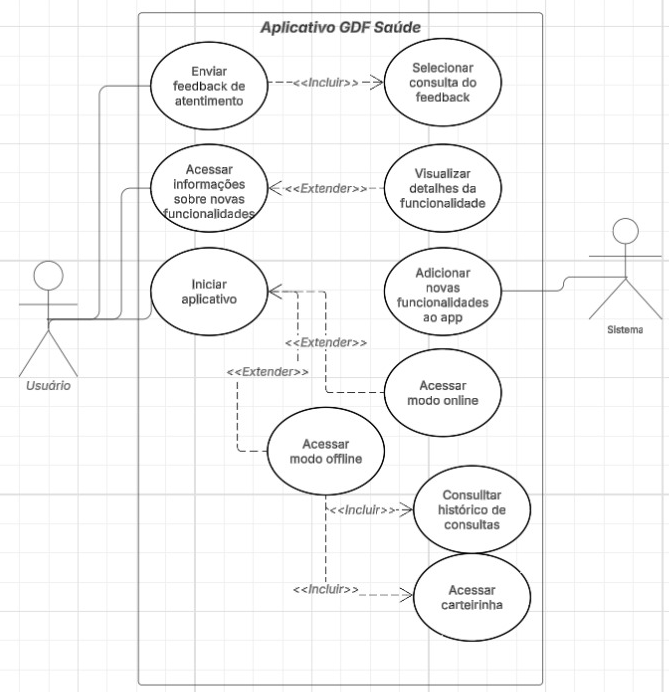 Aplicativo GDF Saúde
Enviar
feedback de
atentimento
<<Incluir>>
Selecionar
consulta do
feedback
Acessar
informações
sobre novas
funcionalidades
<<Extender>>
Visualizar
detalhes da
funcionalidade
Iniciar
aplicativo
Adicionar
novas
funcionalidades
ao app
Sistema
<<Extender>>
<<Extender>>
Usuário
Acessar
modo online
Acessar
modo offline
<<Incluir>>
Consulltar
histórico de
consultas
<<Incluir>>
Acessar
carteirinha